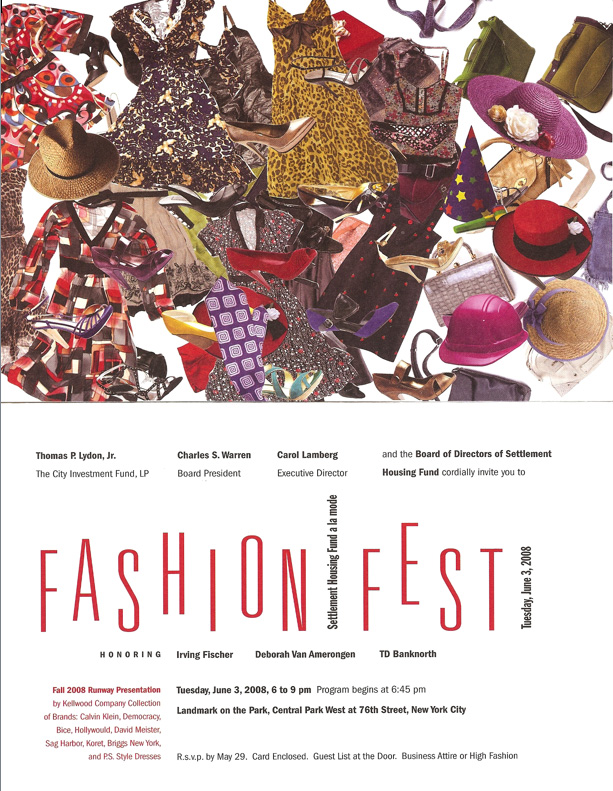 Thomas P. Lydon, Jr.
The City Investment Fund, LP
Charles S. Warren
Board President
Carol Lamberg
Executive Director
and the Board of Directors of Settlement
Housing Fund cordially invite you to
FASHION
Settlement Housing Fund a la mode
FEST
Tuesday, June 3, 2008
HONORING Irving Fischer Deborah Van Amerongen TD Banknorth
Fall 2008 Runway Presentation
by Kellwood Company Collection
of Brands: Calvin Klein, Democracy,
Bice, Hollywould, David Meister,
Sag Harbor, Koret, Briggs New York,
and P.S. Style Dresses
Tuesday, June 3, 2008, 6 to 9 pm Program begins at 6:45 pm
Landmark on the Park, Central Park West at 76th Street, New York City
R.s.v.p. by May 29. Card Enclosed. Guest List at the Door. Business Attire or High Fashion